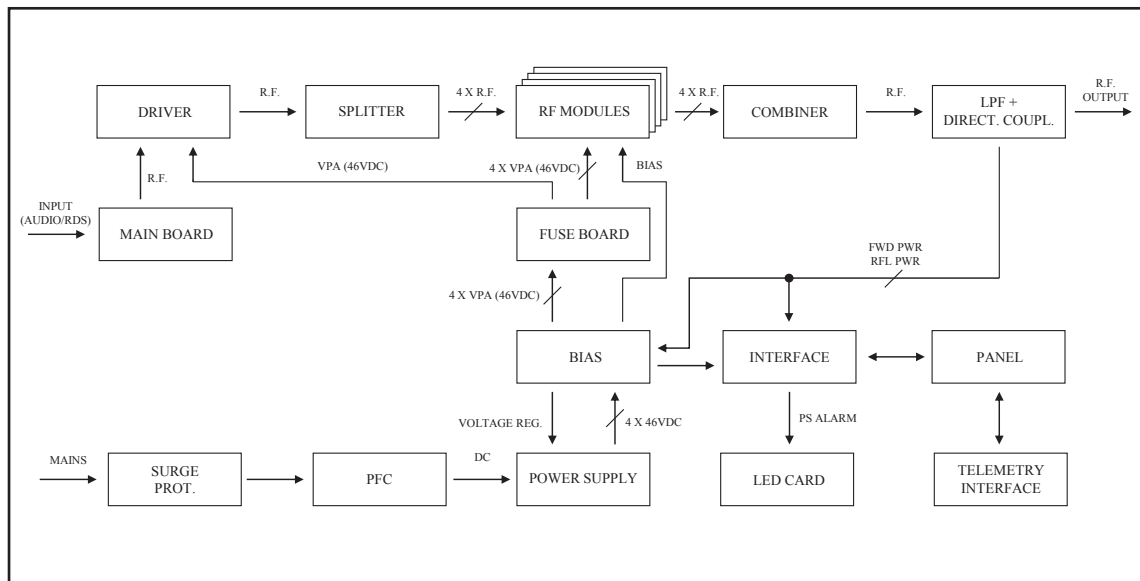 R.F.
4 X R.F.
4 X R.F.
R.F.
R.F.
OUTPUT
DRIVER
SPLITTER
RF MODULES
COMBINER
LPF +
DIRECT. COUPL.
R.F.
VPA (46VDC)
4 X VPA (46VDC)
BIAS
INPUT
(AUDIO/RDS)
MAIN BOARD
FUSE BOARD
FWD PWR
RFL PWR
4 X VPA (46VDC)
BIAS
INTERFACE
PANEL
VOLTAGE REG.
4 X 46VDC
PS ALARM
MAINS
SURGE
PROT.
PFC
DC
POWER SUPPLY
LED CARD
TELEMETRY
INTERFACE